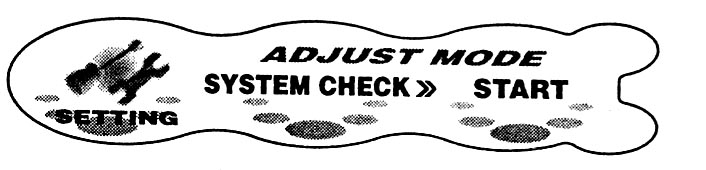 ADJUST MODE
SYSTEM CHECK » START
SETTING